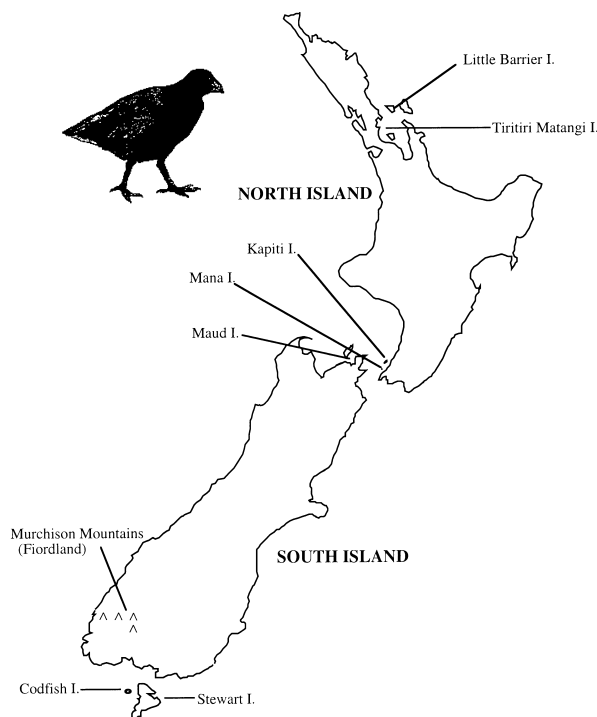 Little Barrier I.
Tiritiri Matangi I.
NORTH ISLAND
Kapiti I.
Mana I.
Maud I.
Murchison Mountains
(Fiordland)
SOUTH ISLAND
Codfish I.
Stewart I.